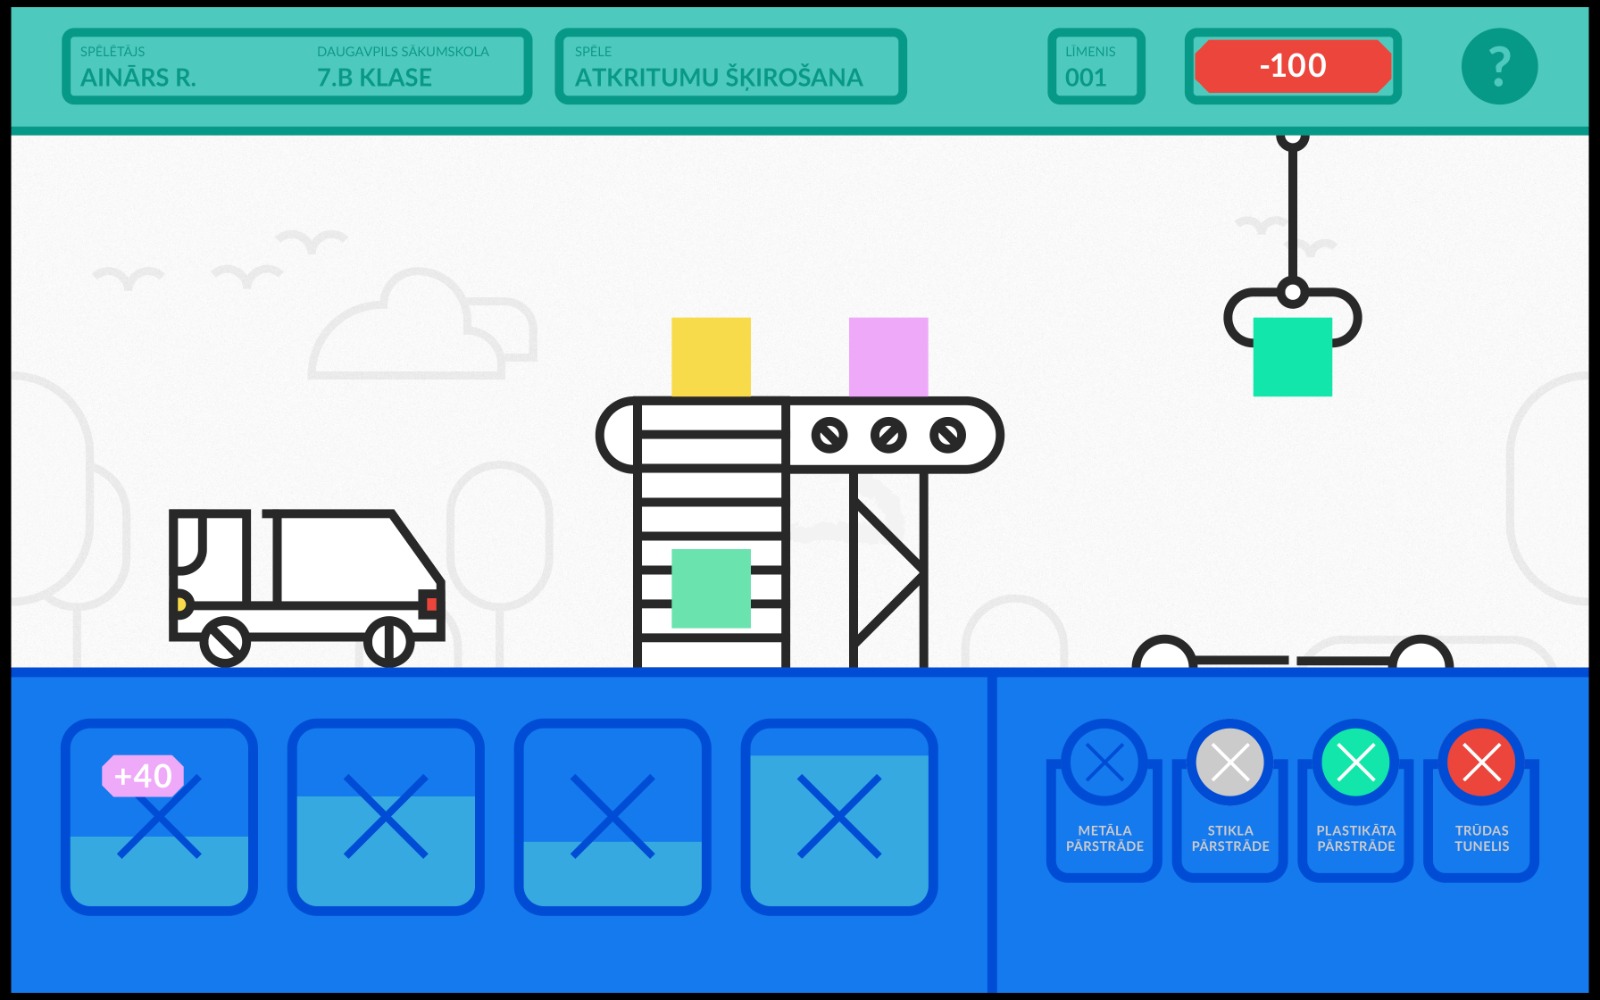 SPĒLĒTĀJS
AINĀRS R.
DAUGAVPILS SĀKUMSKOLA
7.B KLASE
SPĒLE
ATKRITUMU ŠĶIROŠANA
LĪMENIS
001
-100
?
+40
METĀLA
PĀRSTRĀDE
STIKLA
PĀRSTRĀDE
PLASTIKĀTA
PĀRSTRĀDE
TRŪDAS
TUNELIS